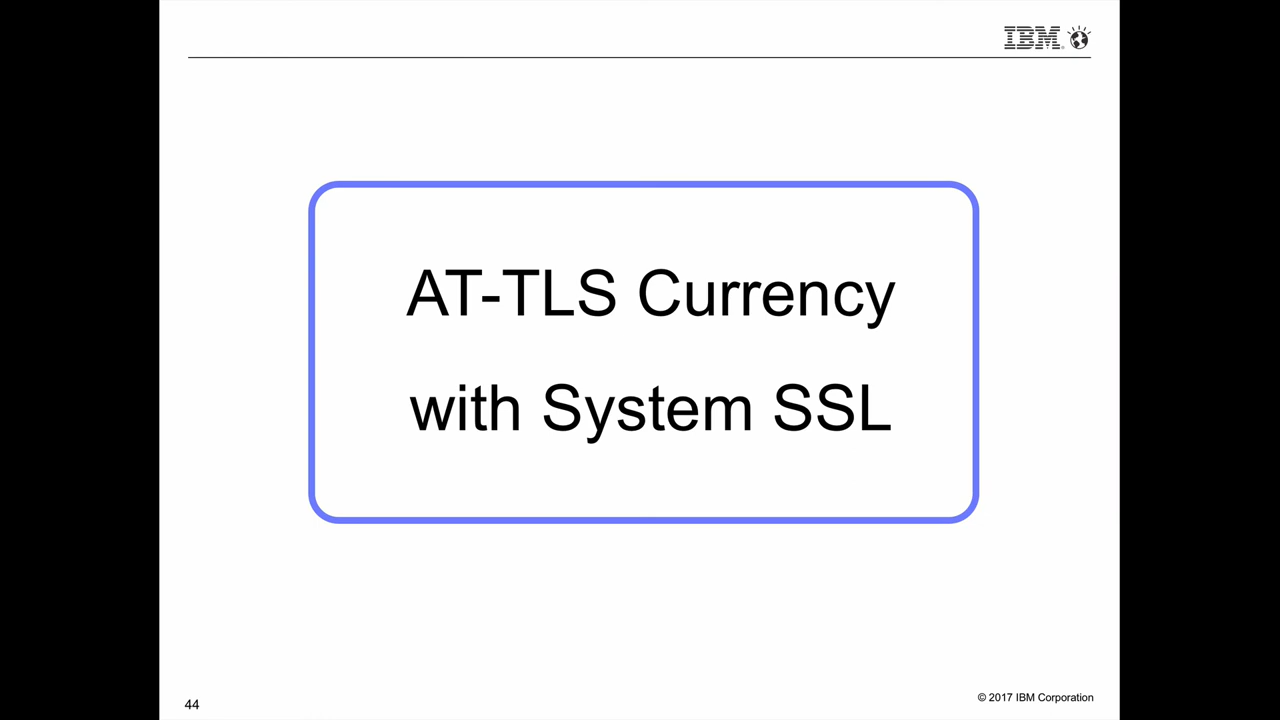 IBM
AT-TLS Currency
with System SSL
44
© 2017 IBM Corporation